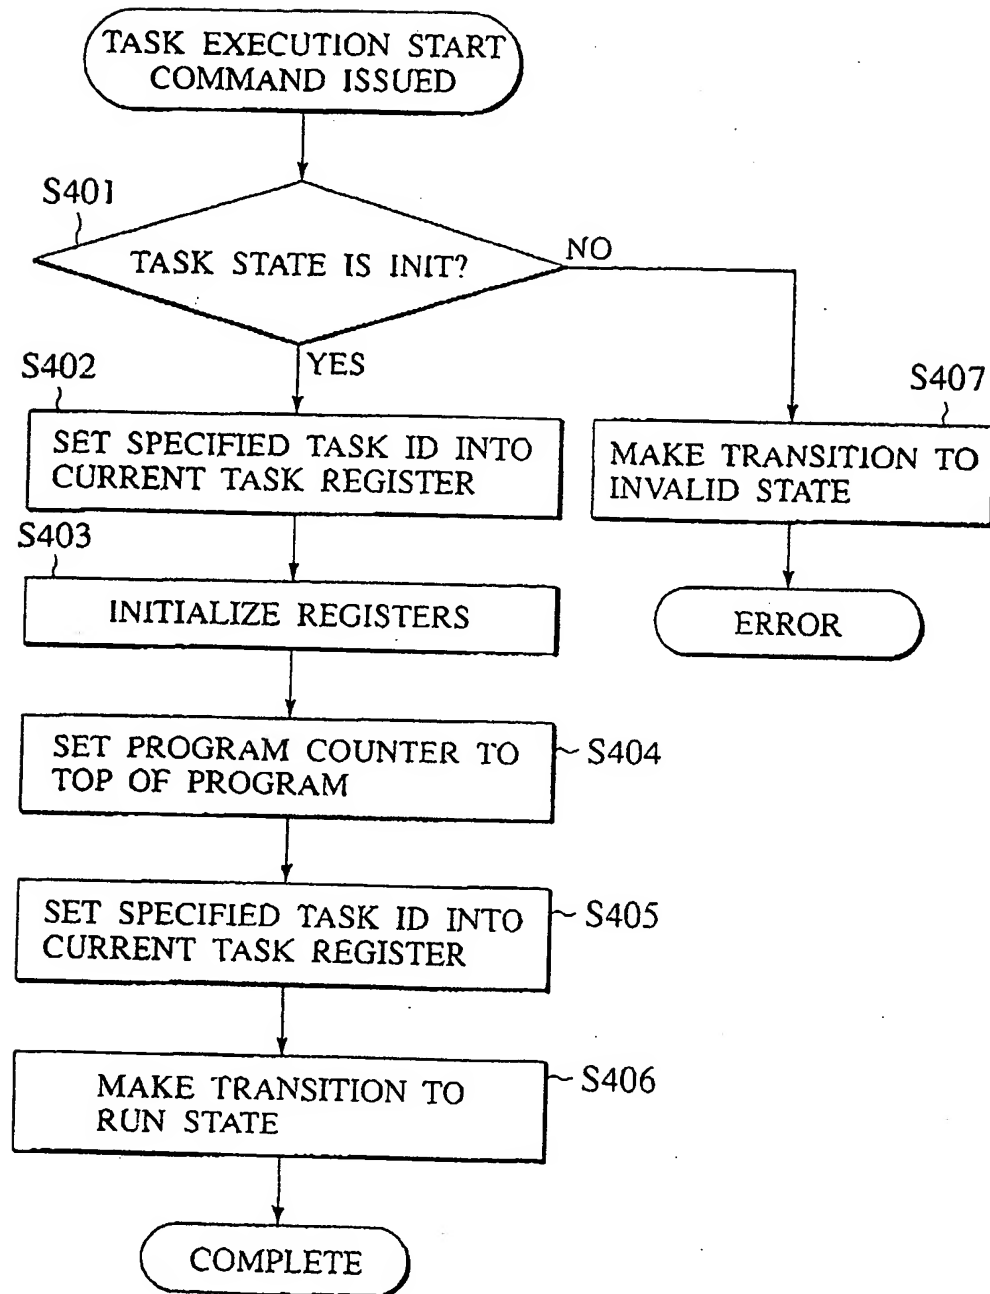 TASK EXECUTION START
COMMAND ISSUED
S401
TASK STATE IS INIT?
NO
YES
S402
SET SPECIFIED TASK ID INTO
CURRENT TASK REGISTER
S407
MAKE TRANSITION TO
INVALID STATE
S403
INITIALIZE REGISTERS
ERROR
SET PROGRAM COUNTER TO
TOP OF PROGRAM
S404
SET SPECIFIED TASK ID INTO
CURRENT TASK REGISTER
S405
MAKE TRANSITION TO
RUN STATE
S406
COMPLETE